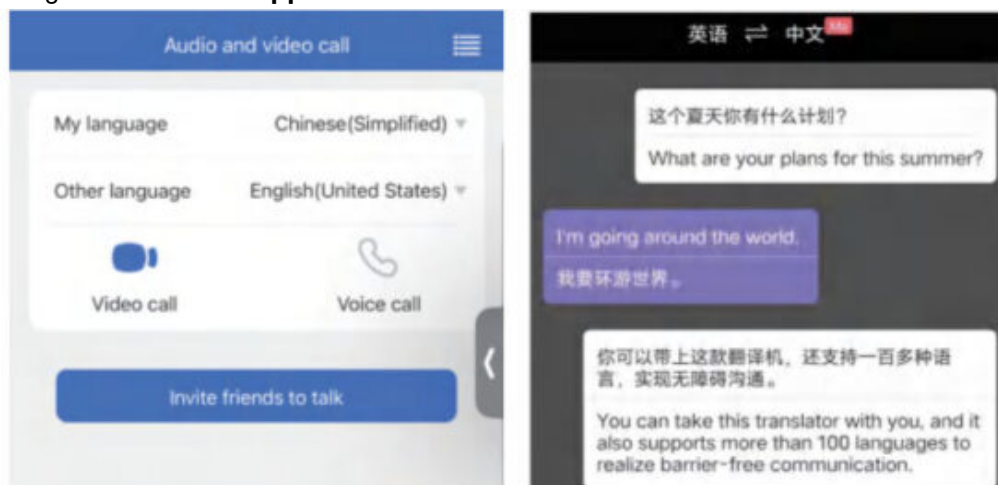 Audio and video call
My language Chinese(Simplified)
Other language English(United States)
Video call Voice call
Invite friends to talk
英语 ⇌ 中文 Me
这个夏天你有什么计划?
What are your plans for this summer?
I'm going around the world.
我要环游世界。
你可以带上这款翻译机，还支持一百多种语
言，实现无障碍沟通。
You can take this translator with you, and it
also supports more than 100 languages to
realize barrier-free communication.